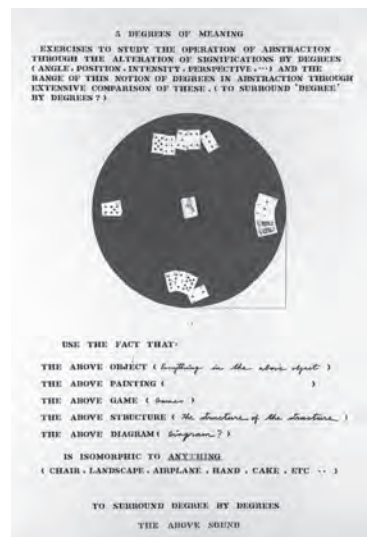 5 DEGREES OF MEANING
EXERCISES TO STUDY THE OPERATION OF ABSTRACTION
THROUGH THE ALTERATION OF SIGNIFICATIONS BY DEGREES
( ANGLE . POSITION . INTENSITY . PERSPECTIVE . ··· ) AND THE
RANGE OF THIS NOTION OF DEGREES IN ABSTRACTION THROUGH
EXTENSIVE COMPARISON OF THESE . ( TO SURROUND "DEGREE"
BY DEGREES ? )
USE THE FACT THAT:
THE ABOVE OBJECT ( Everything in the above object )
THE ABOVE PAINTING ( )
THE ABOVE GAME ( Games )
THE ABOVE STRUCTURE ( The structure of the structure )
THE ABOVE DIAGRAM ( Diagram ? )
IS ISOMORPHIC TO ANYTHING
( CHAIR . LANDSCAPE . AIRPLANE . HAND . CAKE . ETC ·· )
TO SURROUND DEGREE BY DEGREES
THE ABOVE SOUND